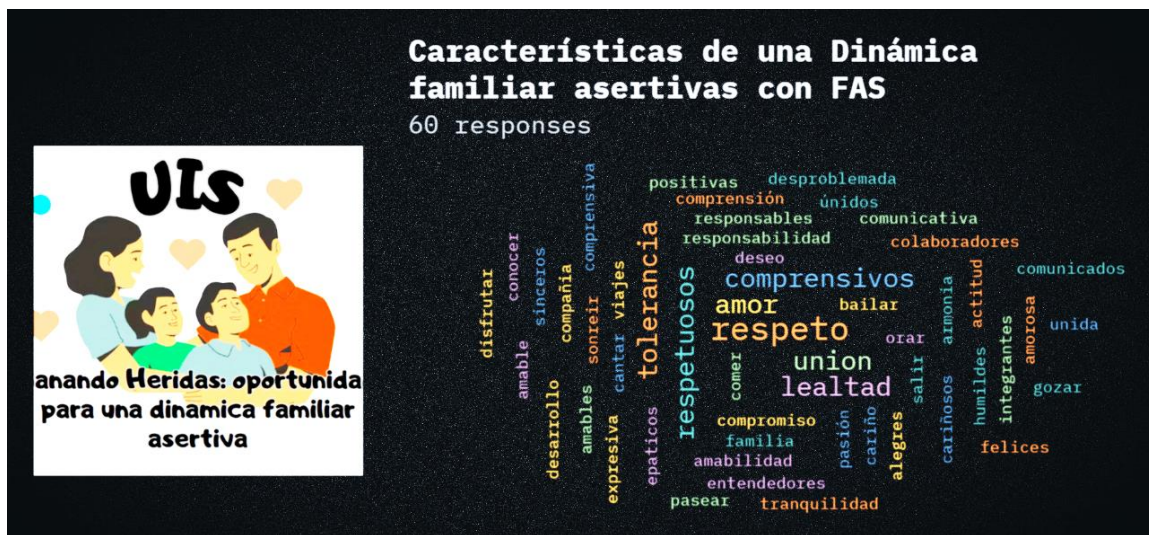 Características de una Dinámica
familiar asertivas con FAS
60 responses
UIS
anando Heridas: oportunida
para una dinamica familiar
asertiva
positivas
desproblemada
comprensión
únidos
responsables
comunicativa
responsabilidad
colaboradores
deseo
comprensivos
comunicados
amor
bailar
respeto
orar
unida
union
lealtad
gozar
compromiso
familia
felices
amabilidad
entendedores
pasear
tranquilidad
disfrutar
conocer
amable
sinceros
desarrollo
compañia
comprensiva
sonreir
amables
viajes
cantar
expresiva
tolerancia
epaticos
respetuosos
comer
pasión
cariño
alegres
salir
armonia
cariñosos
actitud
humildes
integrantes
amorosa